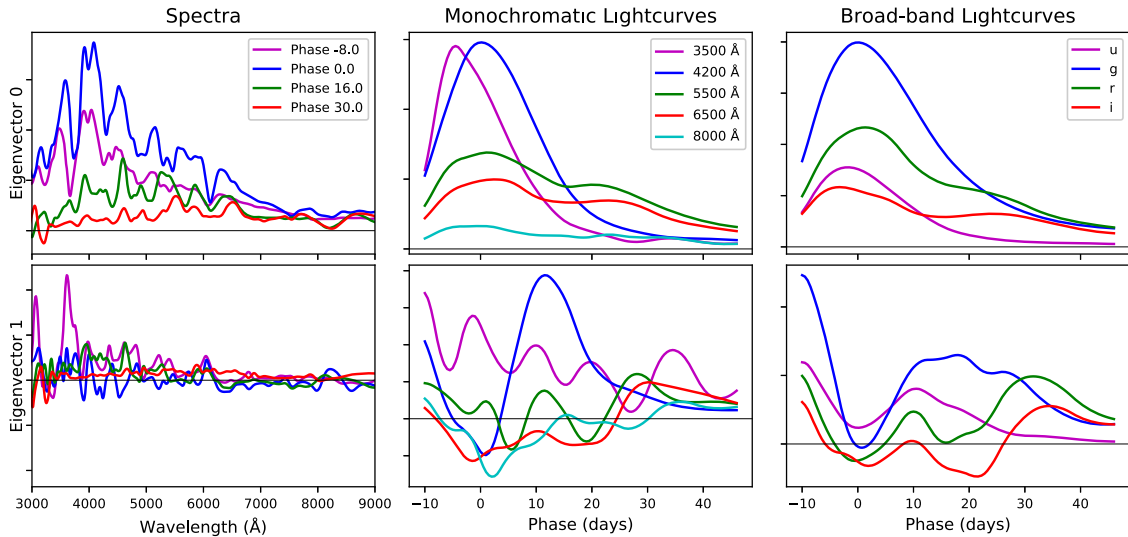 Spectra
Monochromatic Lightcurves
Broad-band Lightcurves
Eigenvector 0
Phase -8.0
Phase 0.0
Phase 16.0
Phase 30.0
3500 Å
4200 Å
5500 Å
6500 Å
8000 Å
u
g
r
i
Eigenvector 1
3000 4000 5000 6000 7000 8000 9000
Wavelength (Å)
−10 0 10 20 30 40
Phase (days)
−10 0 10 20 30 40
Phase (days)